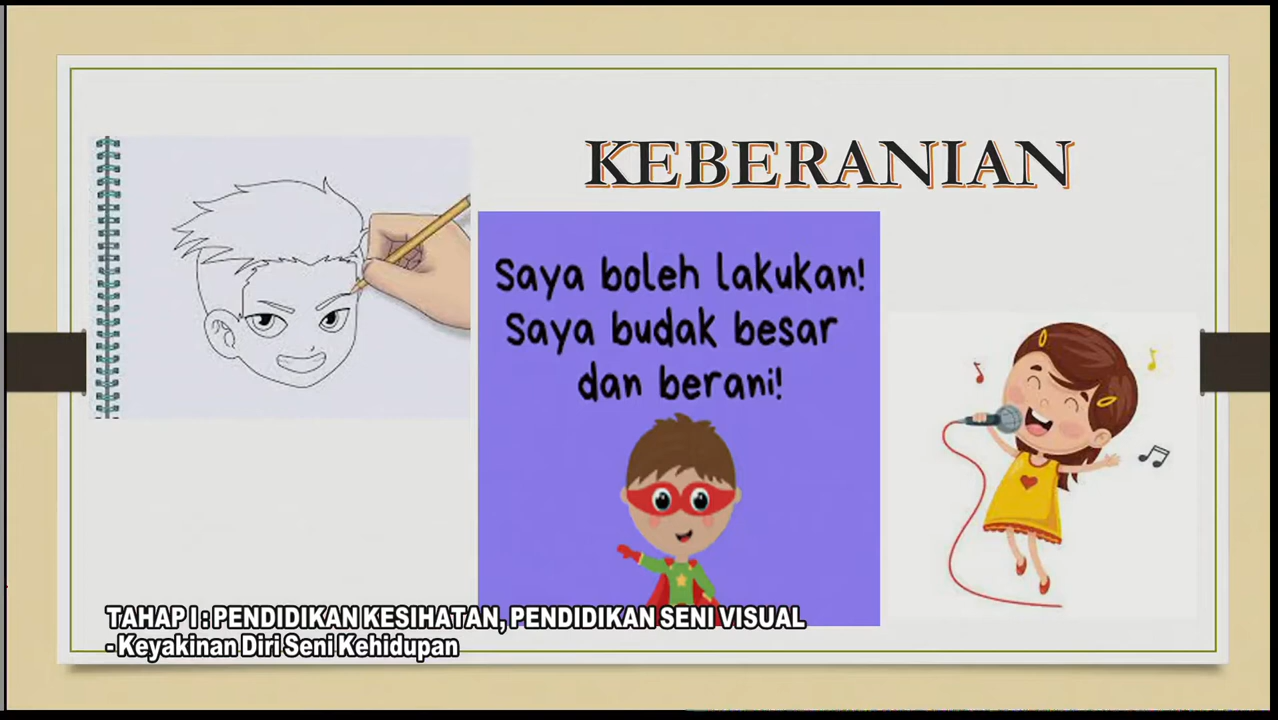 KEBERANIAN
Saya boleh lakukan!
Saya budak besar
dan berani!
TAHAP I : PENDIDIKAN KESIHATAN, PENDIDIKAN SENI VISUAL
- Keyakinan Diri Seni Kehidupan